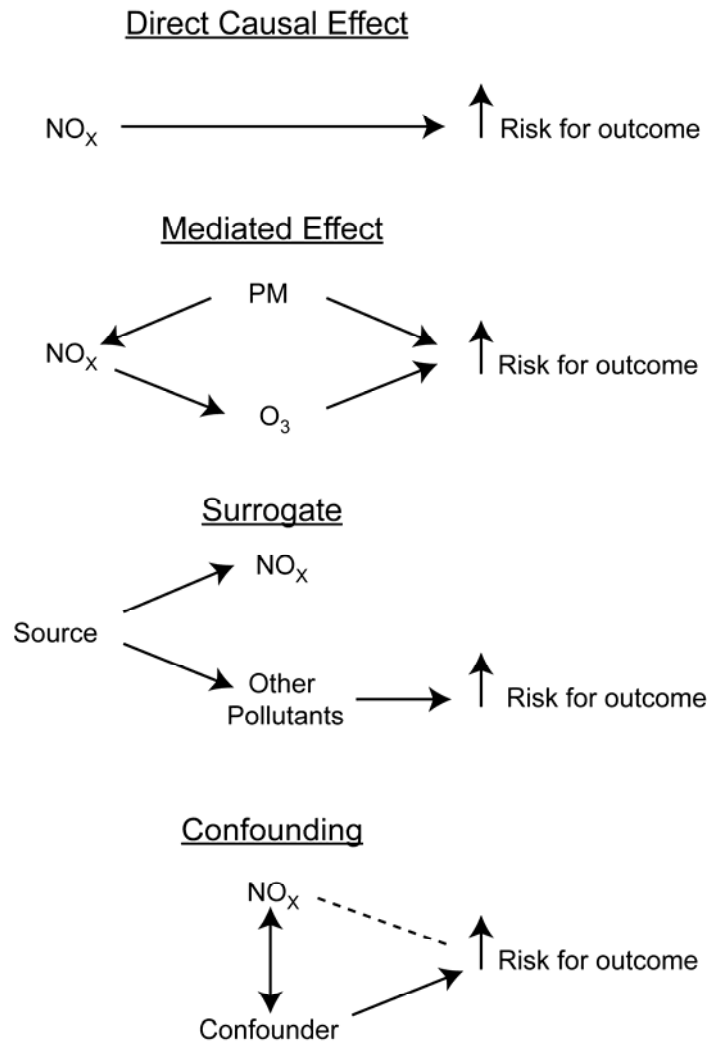 Direct Causal Effect
NOX
Risk for outcome
Mediated Effect
PM
NOX
Risk for outcome
O3
Surrogate
NOX
Source
Other
Pollutants
Risk for outcome
Confounding
NOX
Risk for outcome
Confounder